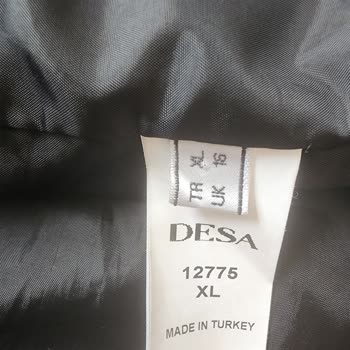 TR XL
UK 16
DESA
12775
XL
MADE IN TURKEY